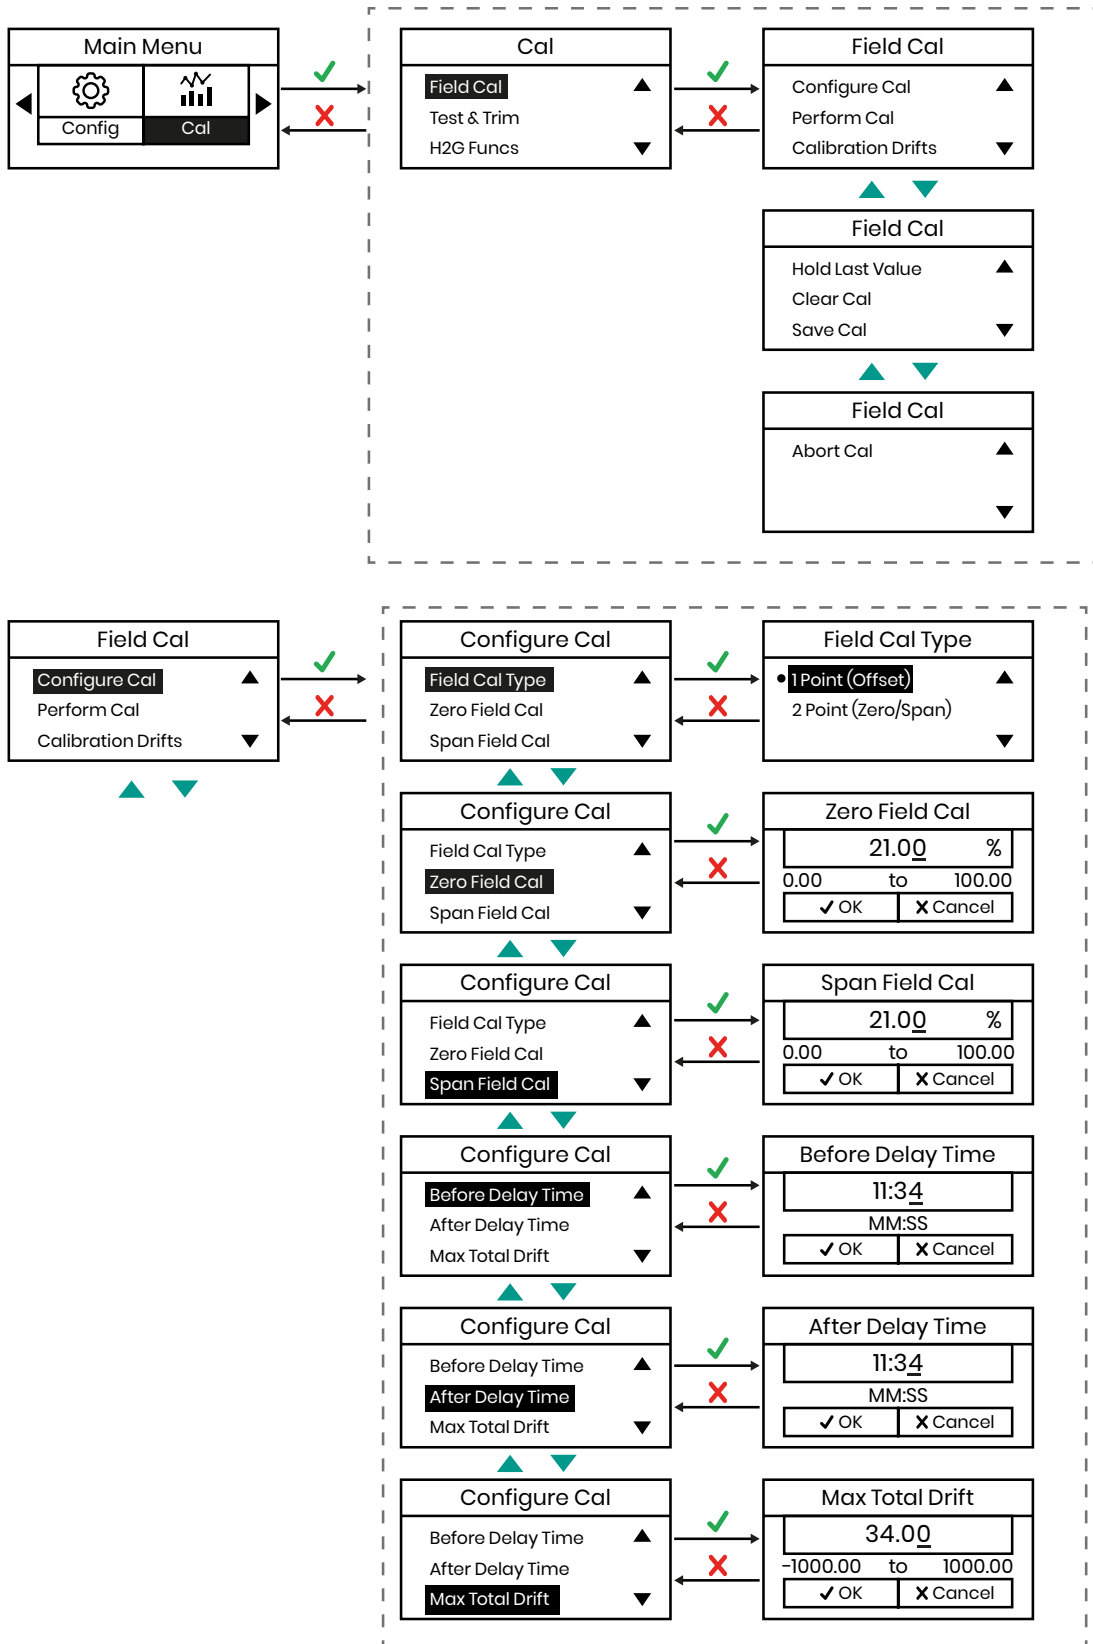 Main Menu
Config
Cal
Cal
Field Cal
Test & Trim
H2G Funcs
Field Cal
Configure Cal
Perform Cal
Calibration Drifts
Field Cal
Hold Last Value
Clear Cal
Save Cal
Field Cal
Abort Cal
Field Cal
Configure Cal
Perform Cal
Calibration Drifts
Configure Cal
Field Cal Type
Zero Field Cal
Span Field Cal
Field Cal Type
1 Point (Offset)
2 Point (Zero/Span)
Configure Cal
Field Cal Type
Zero Field Cal
Span Field Cal
Zero Field Cal
21.00 %
0.00 to 100.00
OK Cancel
Configure Cal
Field Cal Type
Zero Field Cal
Span Field Cal
Span Field Cal
21.00 %
0.00 to 100.00
OK Cancel
Configure Cal
Before Delay Time
After Delay Time
Max Total Drift
Before Delay Time
11:34
MM:SS
OK Cancel
Configure Cal
Before Delay Time
After Delay Time
Max Total Drift
After Delay Time
11:34
MM:SS
OK Cancel
Configure Cal
Before Delay Time
After Delay Time
Max Total Drift
Max Total Drift
34.00
-1000.00 to 1000.00
OK Cancel